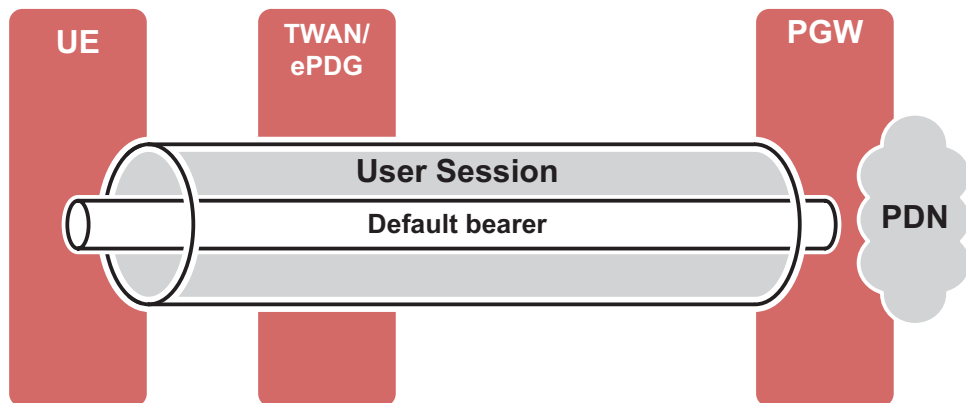 UE
TWAN/
ePDG
PGW
User Session
Default bearer
PDN